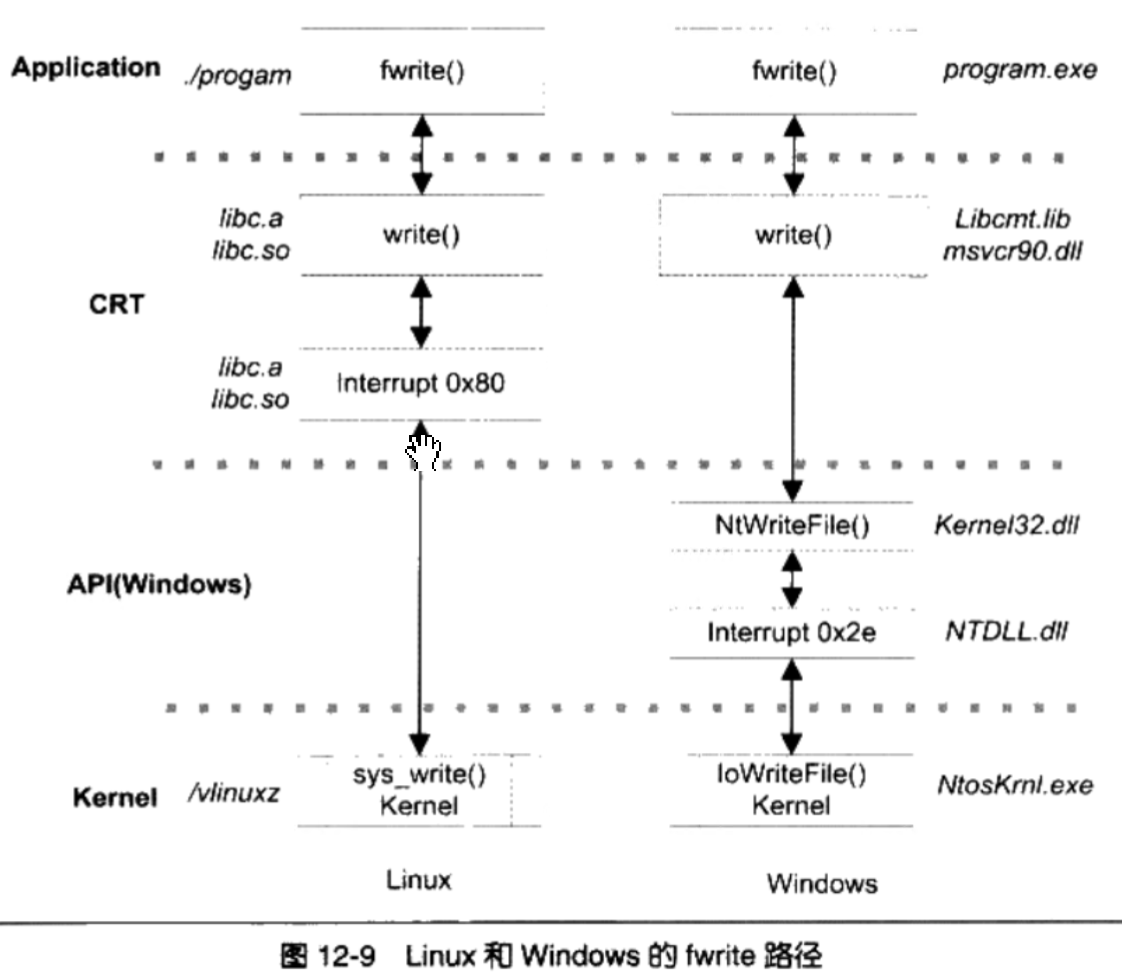 Application ./progam fwrite() fwrite() program.exe
libc.a
libc.so
write() write()
Libcmt.lib
msvcr90.dll
CRT
libc.a
libc.so
Interrupt 0x80
NtWriteFile() Kernel32.dll
API(Windows)
Interrupt 0x2e NTDLL.dll
Kernel /vlinuxz
sys_write()
Kernel
IoWriteFile()
Kernel
NtosKrnl.exe
Linux Windows
图 12-9 Linux 和 Windows 的 fwrite 路径